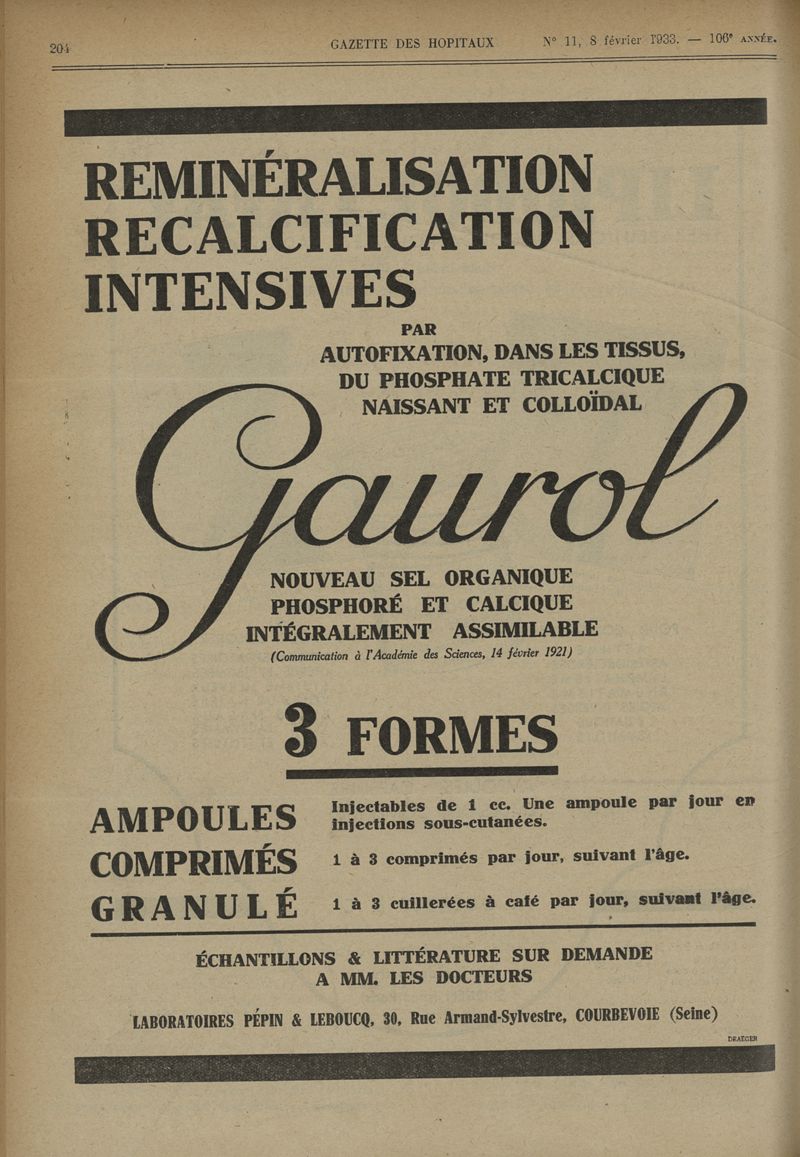 204
GAZETTE DES HOPITAUX
N° 11, 8 février 1933. — 106e ANNÉE.
REMINÉRALISATION
RECALCIFICATION
INTENSIVES
PAR
AUTOFIXATION, DANS LES TISSUS,
DU PHOSPHATE TRICALCIQUE
NAISSANT ET COLLOÏDAL
Gaurol
NOUVEAU SEL ORGANIQUE
PHOSPHORÉ ET CALCIQUE
INTÉGRALEMENT ASSIMILABLE
(Communication à l'Académie des Sciences, 14 février 1921)
3 FORMES
AMPOULES
Injectables de 1 cc. Une ampoule par jour en
injections sous-cutanées.
COMPRIMÉS
1 à 3 comprimés par jour, suivant l'âge.
GRANULÉ
1 à 3 cuillerées à café par jour, suivant l'âge.
ÉCHANTILLONS & LITTÉRATURE SUR DEMANDE
A MM. LES DOCTEURS
LABORATOIRES PÉPIN & LEBOUCQ, 30, Rue Armand-Sylvestre, COURBEVOIE (Seine)
DRAEGER